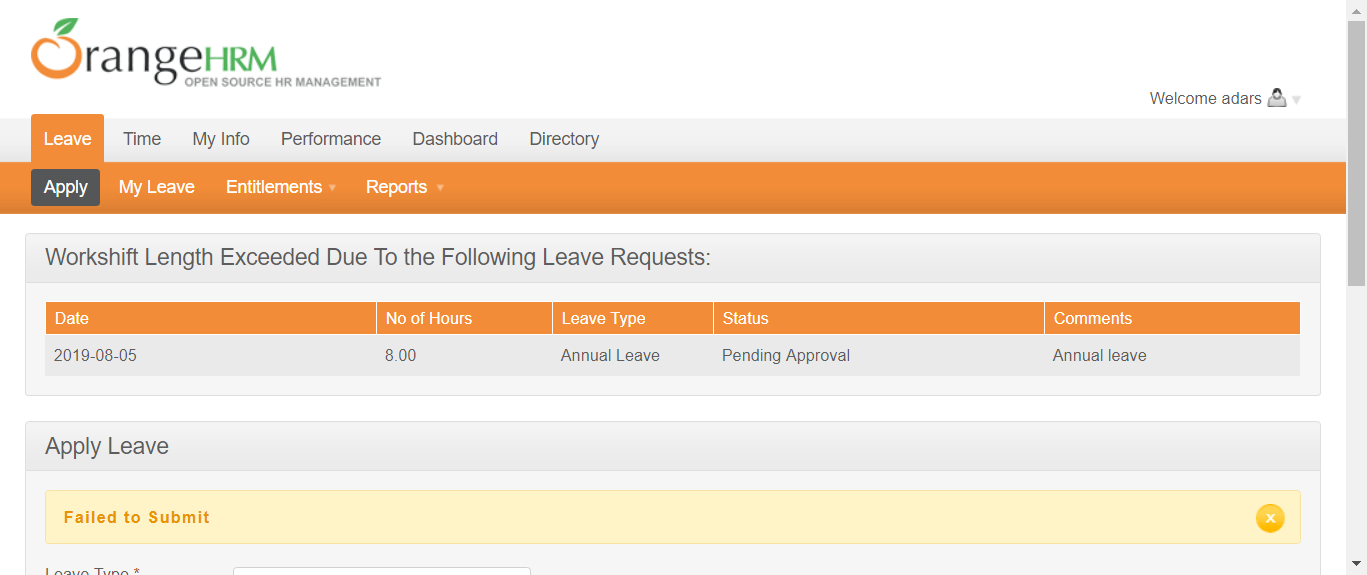 OrangeHRM
OPEN SOURCE HR MANAGEMENT
Welcome adars
Leave Time My Info Performance Dashboard Directory
Apply My Leave Entitlements Reports
Workshift Length Exceeded Due To the Following Leave Requests:
Date No of Hours Leave Type Status Comments
2019-08-05 8.00 Annual Leave Pending Approval Annual leave
Apply Leave
Failed to Submit
Leave Type *